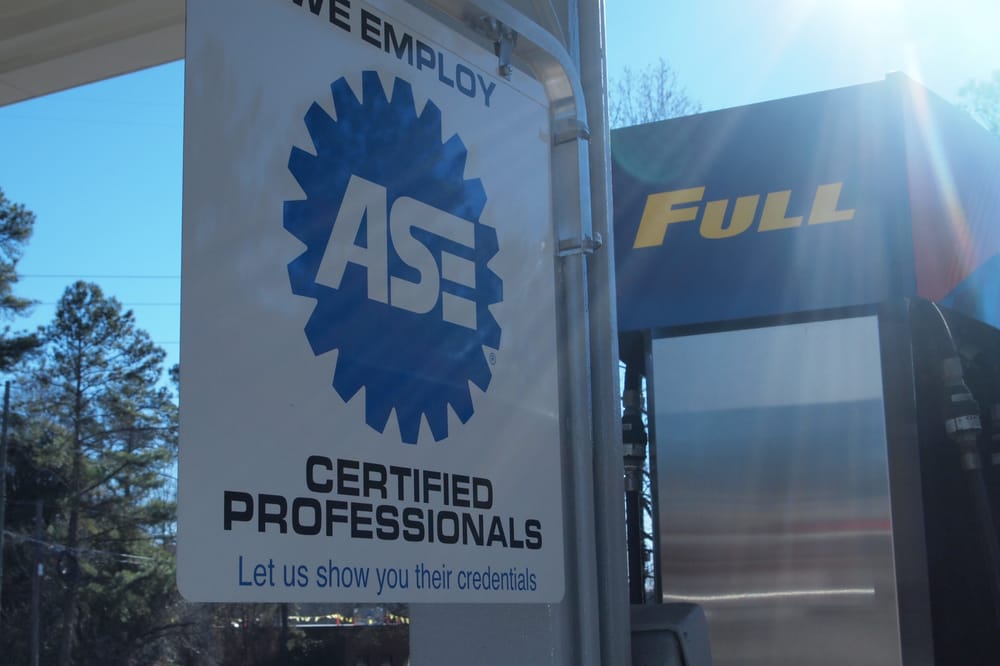 WE EMPLOY
ASE
®
CERTIFIED
PROFESSIONALS
Let us show you their credentials
FULL